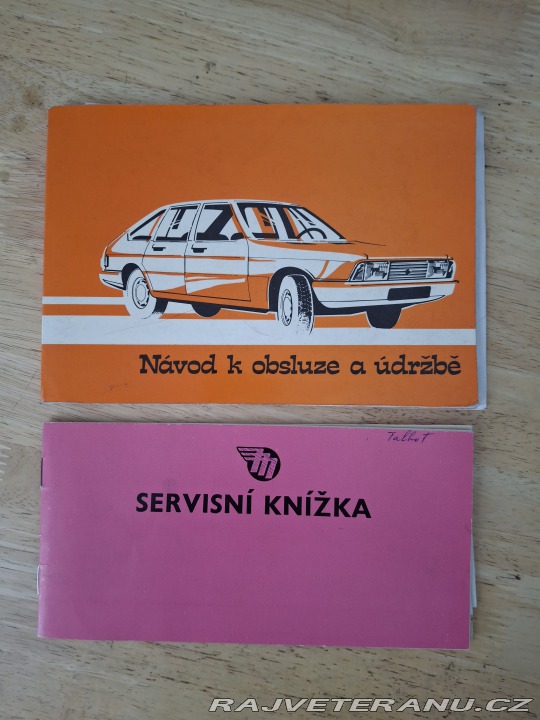 Návod k obsluze a údržbě
Talbot
SERVISNÍ KNÍŽKA
RAJVETERANU.CZ